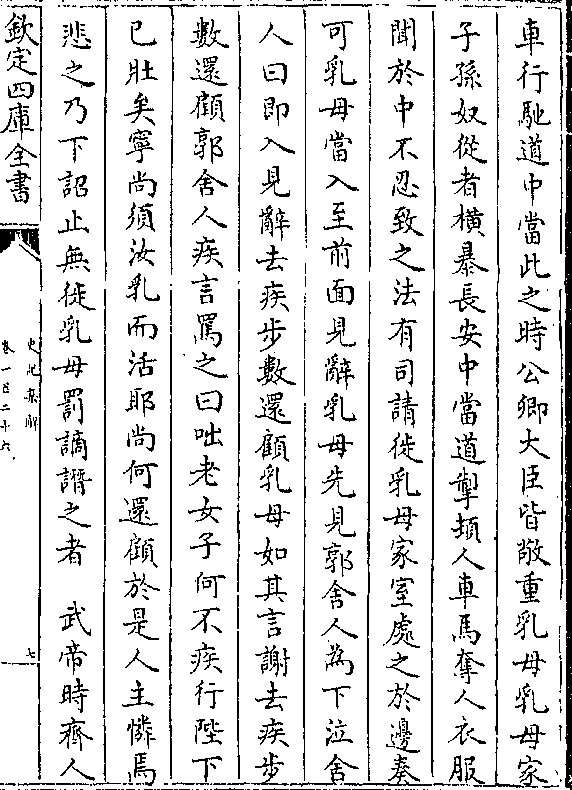 車行馳道中當此之時公卿大臣皆敬重乳母乳母家
子孫奴從者橫暴長安中當道掣頓人車馬奪人衣服
聞於中不忍致之法有司請徙乳母家室處之於邊奏
可乳母當入至前面見辭乳母先見郭舍人為下泣舍
人曰即入見辭去疾步數還顧乳母如其言謝去疾步
數還顧郭舍人疾言罵之曰咄老女子何不疾行陛下
已壯矣寧尚須汝乳而活耶尚何還顧於是人主憐焉
悲之乃下詔止無徙乳母罰謫譖之者　武帝時齊人
欽定四庫全書
史記集解
卷一百二十六
七